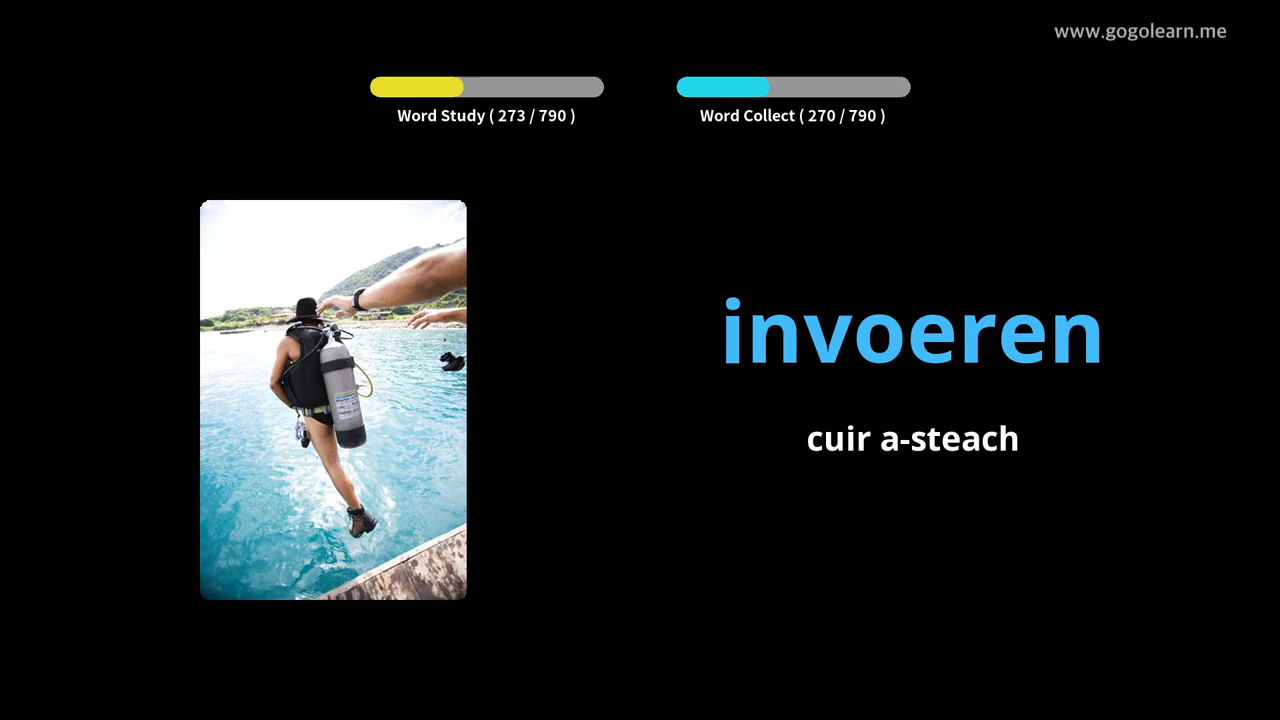 www.gogolearn.me
Word Study ( 273 / 790 )
Word Collect ( 270 / 790 )
invoeren
cuir a-steach